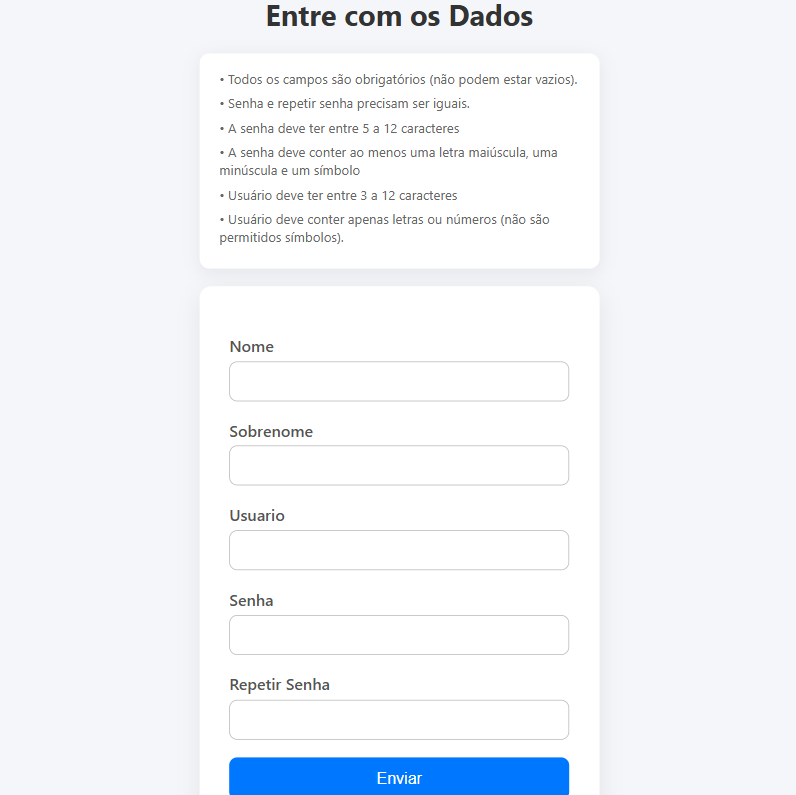 Entre com os Dados
• Todos os campos são obrigatórios (não podem estar vazios).
• Senha e repetir senha precisam ser iguais.
• A senha deve ter entre 5 a 12 caracteres
• A senha deve conter ao menos uma letra maiúscula, uma
minúscula e um símbolo
• Usuário deve ter entre 3 a 12 caracteres
• Usuário deve conter apenas letras ou números (não são
permitidos símbolos).
Nome
Sobrenome
Usuario
Senha
Repetir Senha
Enviar